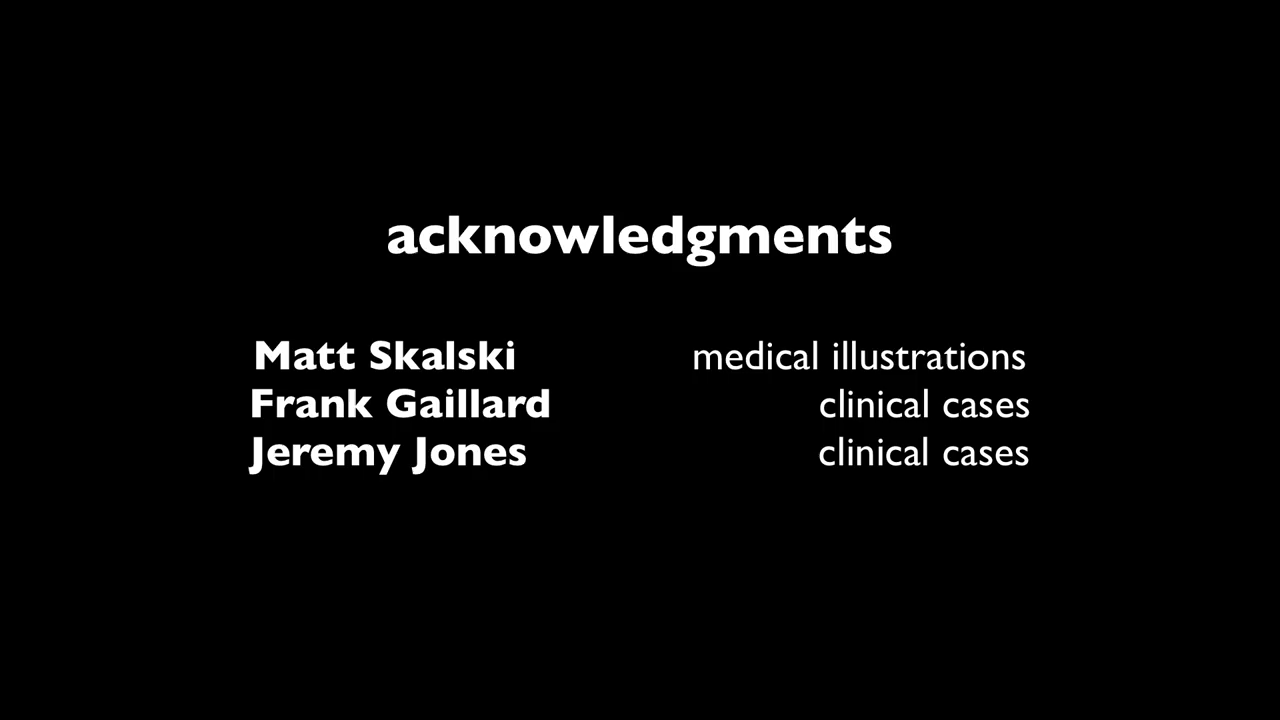 acknowledgments
Matt Skalski medical illustrations
Frank Gaillard clinical cases
Jeremy Jones clinical cases